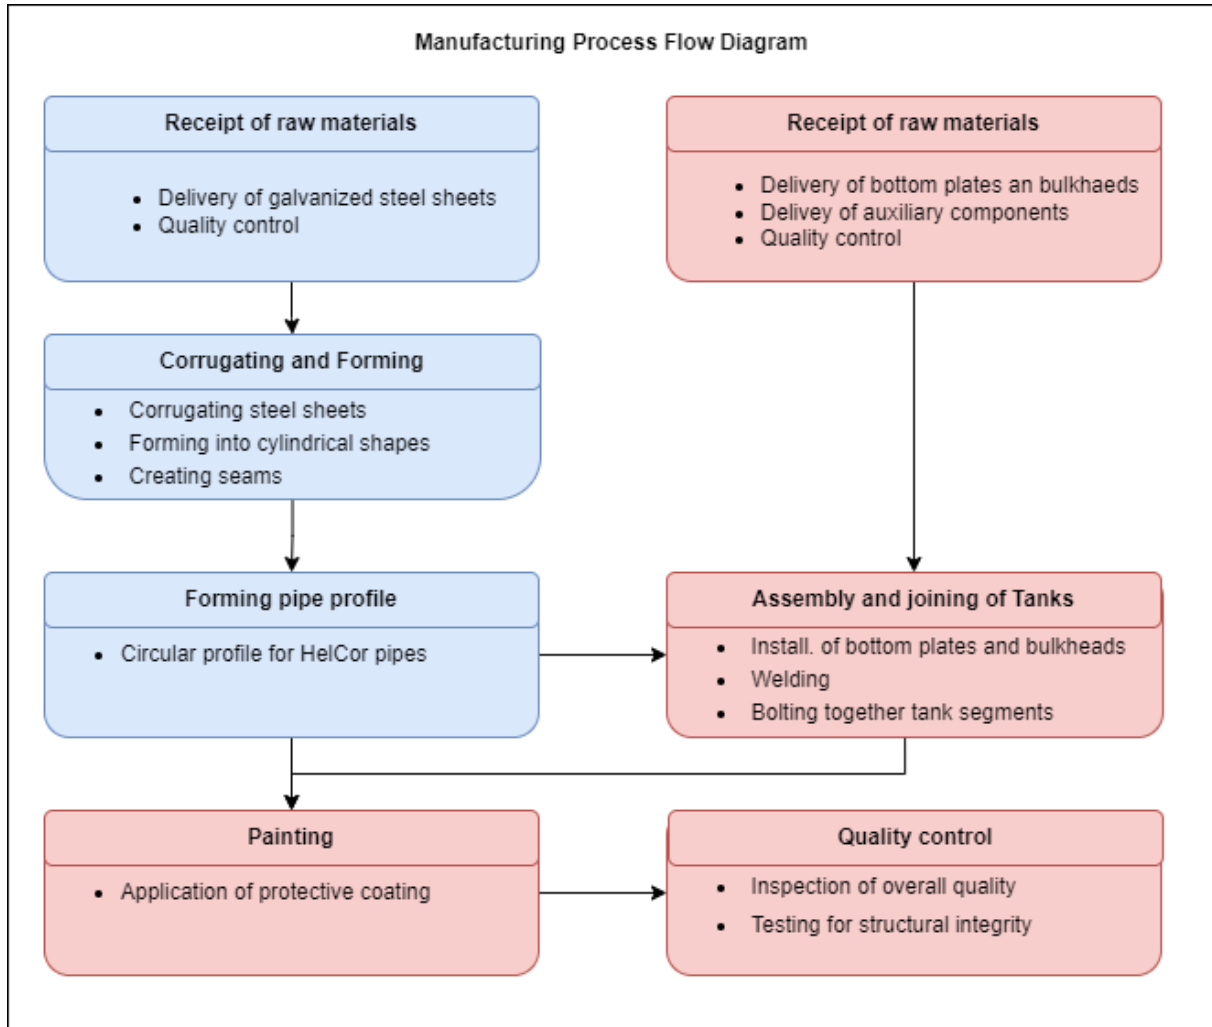 Manufacturing Process Flow Diagram
Receipt of raw materials
• Delivery of galvanized steel sheets
• Quality control
Receipt of raw materials
• Delivery of bottom plates an bulkhaeds
• Delivey of auxiliary components
• Quality control
Corrugating and Forming
• Corrugating steel sheets
• Forming into cylindrical shapes
• Creating seams
Forming pipe profile
• Circular profile for HelCor pipes
Assembly and joining of Tanks
• Install. of bottom plates and bulkheads
• Welding
• Bolting together tank segments
Painting
• Application of protective coating
Quality control
• Inspection of overall quality
• Testing for structural integrity